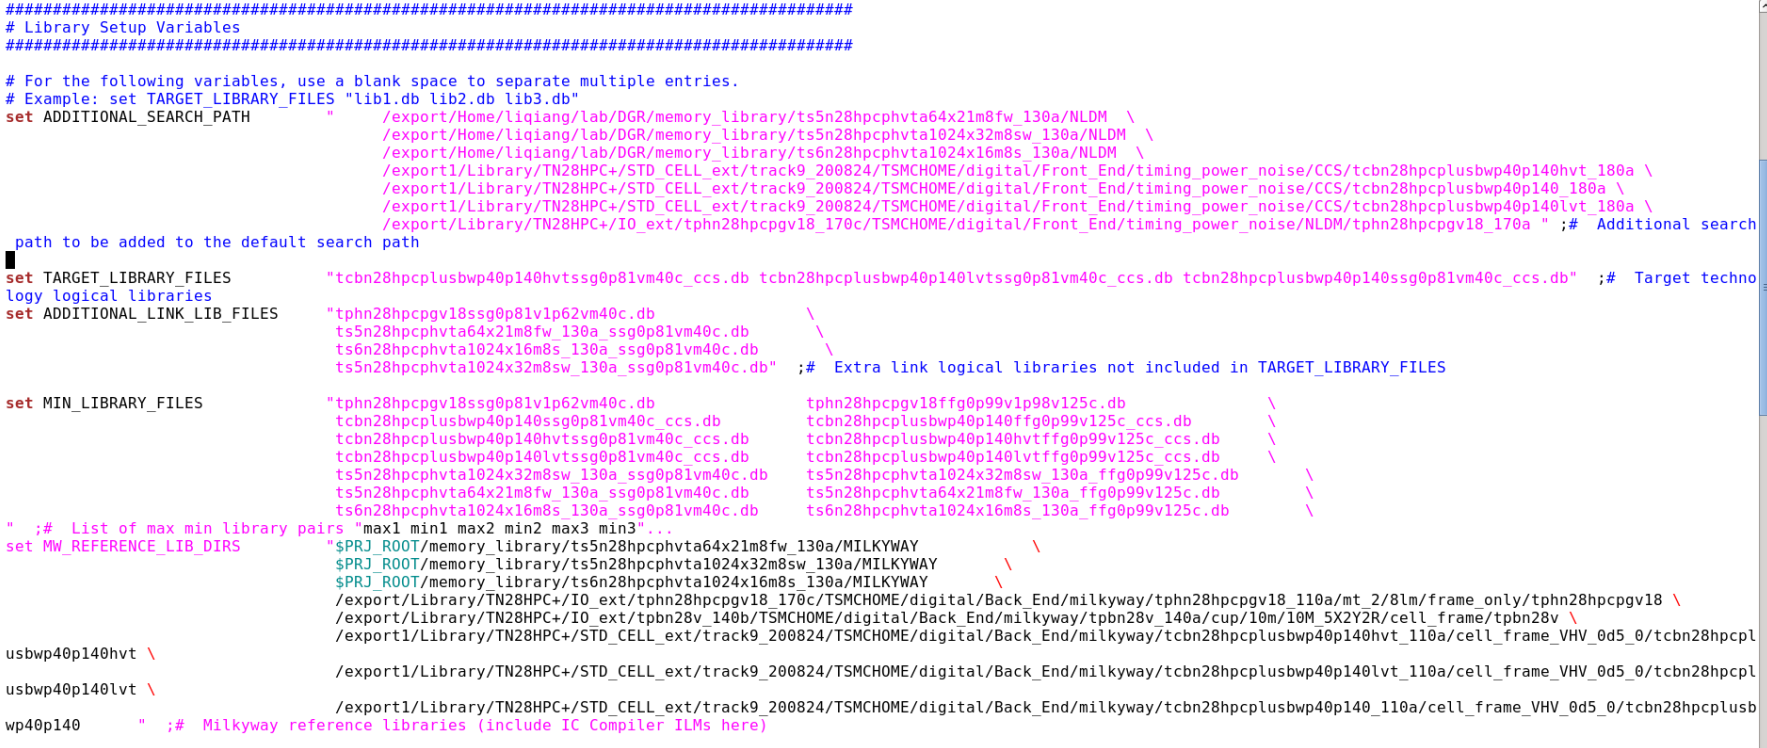 ##########################################################################################
# Library Setup Variables
##########################################################################################
# For the following variables, use a blank space to separate multiple entries.
# Example: set TARGET_LIBRARY_FILES "lib1.db lib2.db lib3.db"
set ADDITIONAL_SEARCH_PATH        "     /export/Home/liqiang/lab/DGR/memory_library/ts5n28hpcphvta64x21m8fw_130a/NLDM  \
/export/Home/liqiang/lab/DGR/memory_library/ts5n28hpcphvta1024x32m8sw_130a/NLDM  \
/export/Home/liqiang/lab/DGR/memory_library/ts6n28hpcphvta1024x16m8s_130a/NLDM  \
/export1/Library/TN28HPC+/STD_CELL_ext/track9_200824/TSMCHOME/digital/Front_End/timing_power_noise/CCS/tcbn28hpcplusbwp40p140hvt_180a \
/export1/Library/TN28HPC+/STD_CELL_ext/track9_200824/TSMCHOME/digital/Front_End/timing_power_noise/CCS/tcbn28hpcplusbwp40p140_180a \
/export1/Library/TN28HPC+/STD_CELL_ext/track9_200824/TSMCHOME/digital/Front_End/timing_power_noise/CCS/tcbn28hpcplusbwp40p140lvt_180a \
/export/Library/TN28HPC+/IO_ext/tphn28hpcpgv18_170c/TSMCHOME/digital/Front_End/timing_power_noise/NLDM/tphn28hpcpgv18_170a " ;#  Additional search
path to be added to the default search path
set TARGET_LIBRARY_FILES          "tcbn28hpcplusbwp40p140hvtssg0p81vm40c_ccs.db tcbn28hpcplusbwp40p140lvtssg0p81vm40c_ccs.db tcbn28hpcplusbwp40p140ssg0p81vm40c_ccs.db"  ;#  Target techno
logy logical libraries
set ADDITIONAL_LINK_LIB_FILES     "tphn28hpcpgv18ssg0p81v1p62vm40c.db                \
ts5n28hpcphvta64x21m8fw_130a_ssg0p81vm40c.db       \
ts6n28hpcphvta1024x16m8s_130a_ssg0p81vm40c.db       \
ts5n28hpcphvta1024x32m8sw_130a_ssg0p81vm40c.db"  ;#  Extra link logical libraries not included in TARGET_LIBRARY_FILES
set MIN_LIBRARY_FILES             "tphn28hpcpgv18ssg0p81v1p62vm40c.db                tphn28hpcpgv18ffg0p99v1p98v125c.db               \
tcbn28hpcplusbwp40p140ssg0p81vm40c_ccs.db         tcbn28hpcplusbwp40p140ffg0p99v125c_ccs.db        \
tcbn28hpcplusbwp40p140hvtssg0p81vm40c_ccs.db      tcbn28hpcplusbwp40p140hvtffg0p99v125c_ccs.db     \
tcbn28hpcplusbwp40p140lvtssg0p81vm40c_ccs.db      tcbn28hpcplusbwp40p140lvtffg0p99v125c_ccs.db     \
ts5n28hpcphvta1024x32m8sw_130a_ssg0p81vm40c.db    ts5n28hpcphvta1024x32m8sw_130a_ffg0p99v125c.db       \
ts5n28hpcphvta64x21m8fw_130a_ssg0p81vm40c.db      ts5n28hpcphvta64x21m8fw_130a_ffg0p99v125c.db         \
ts6n28hpcphvta1024x16m8s_130a_ssg0p81vm40c.db     ts6n28hpcphvta1024x16m8s_130a_ffg0p99v125c.db        \
"  ;#  List of max min library pairs "max1 min1 max2 min2 max3 min3"...
set MW_REFERENCE_LIB_DIRS         "$PRJ_ROOT/memory_library/ts5n28hpcphvta64x21m8fw_130a/MILKYWAY            \
$PRJ_ROOT/memory_library/ts5n28hpcphvta1024x32m8sw_130a/MILKYWAY       \
$PRJ_ROOT/memory_library/ts6n28hpcphvta1024x16m8s_130a/MILKYWAY       \
/export/Library/TN28HPC+/IO_ext/tphn28hpcpgv18_170c/TSMCHOME/digital/Back_End/milkyway/tphn28hpcpgv18_110a/mt_2/8lm/frame_only/tphn28hpcpgv18 \
/export/Library/TN28HPC+/IO_ext/tpbn28v_140b/TSMCHOME/digital/Back_End/milkyway/tpbn28v_140a/cup/10m/10M_5X2Y2R/cell_frame/tpbn28v \
/export1/Library/TN28HPC+/STD_CELL_ext/track9_200824/TSMCHOME/digital/Back_End/milkyway/tcbn28hpcplusbwp40p140hvt_110a/cell_frame_VHV_0d5_0/tcbn28hpcpl
usbwp40p140hvt \
/export1/Library/TN28HPC+/STD_CELL_ext/track9_200824/TSMCHOME/digital/Back_End/milkyway/tcbn28hpcplusbwp40p140lvt_110a/cell_frame_VHV_0d5_0/tcbn28hpcpl
usbwp40p140lvt \
/export1/Library/TN28HPC+/STD_CELL_ext/track9_200824/TSMCHOME/digital/Back_End/milkyway/tcbn28hpcplusbwp40p140_110a/cell_frame_VHV_0d5_0/tcbn28hpcplusb
wp40p140      "  ;#  Milkyway reference libraries (include IC Compiler ILMs here)